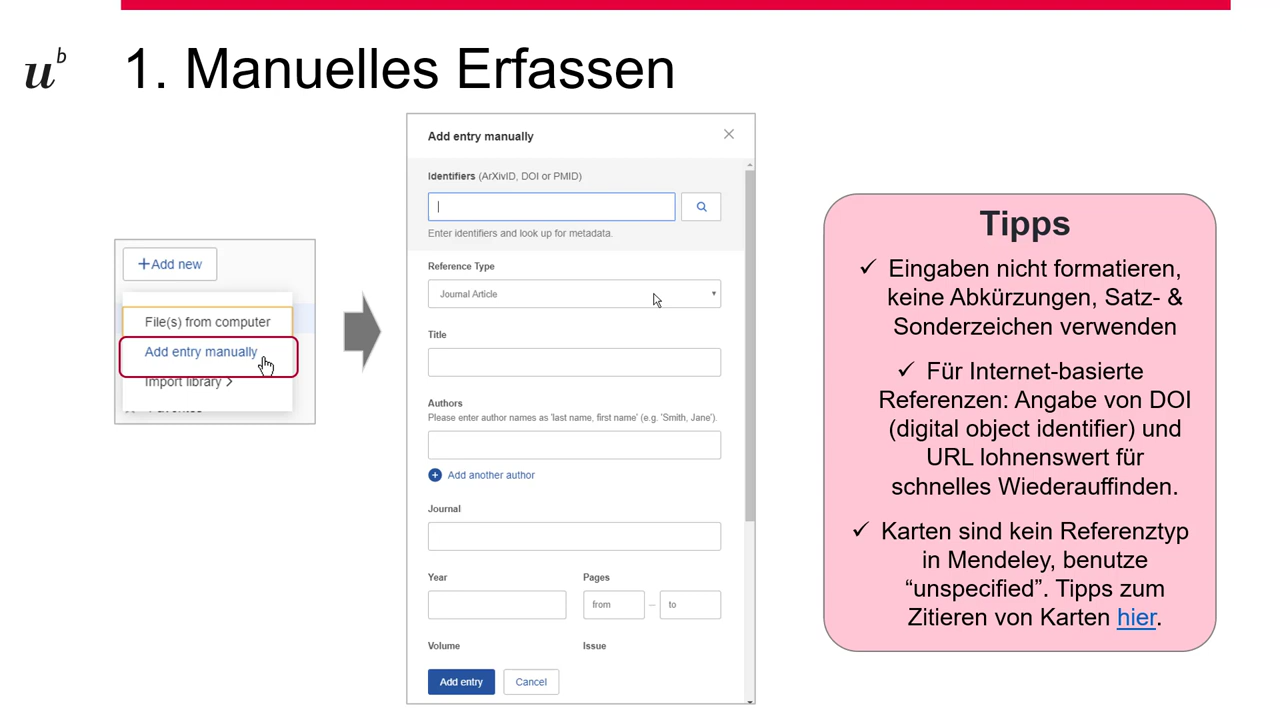 u^b
1. Manuelles Erfassen
+Add new
File(s) from computer
Add entry manually
Import library >
Add entry manually
Identifiers (ArXivID, DOI or PMID)
Enter identifiers and look up for metadata.
Reference Type
Journal Article
Title
Authors
Please enter author names as 'last name, first name' (e.g. 'Smith, Jane').
Add another author
Journal
Year Pages
from – to
Volume Issue
Add entry Cancel
Tipps
✓ Eingaben nicht formatieren,
keine Abkürzungen, Satz- &
Sonderzeichen verwenden
✓ Für Internet-basierte
Referenzen: Angabe von DOI
(digital object identifier) und
URL lohnenswert für
schnelles Wiederauffinden.
✓ Karten sind kein Referenztyp
in Mendeley, benutze
“unspecified”. Tipps zum
Zitieren von Karten hier.